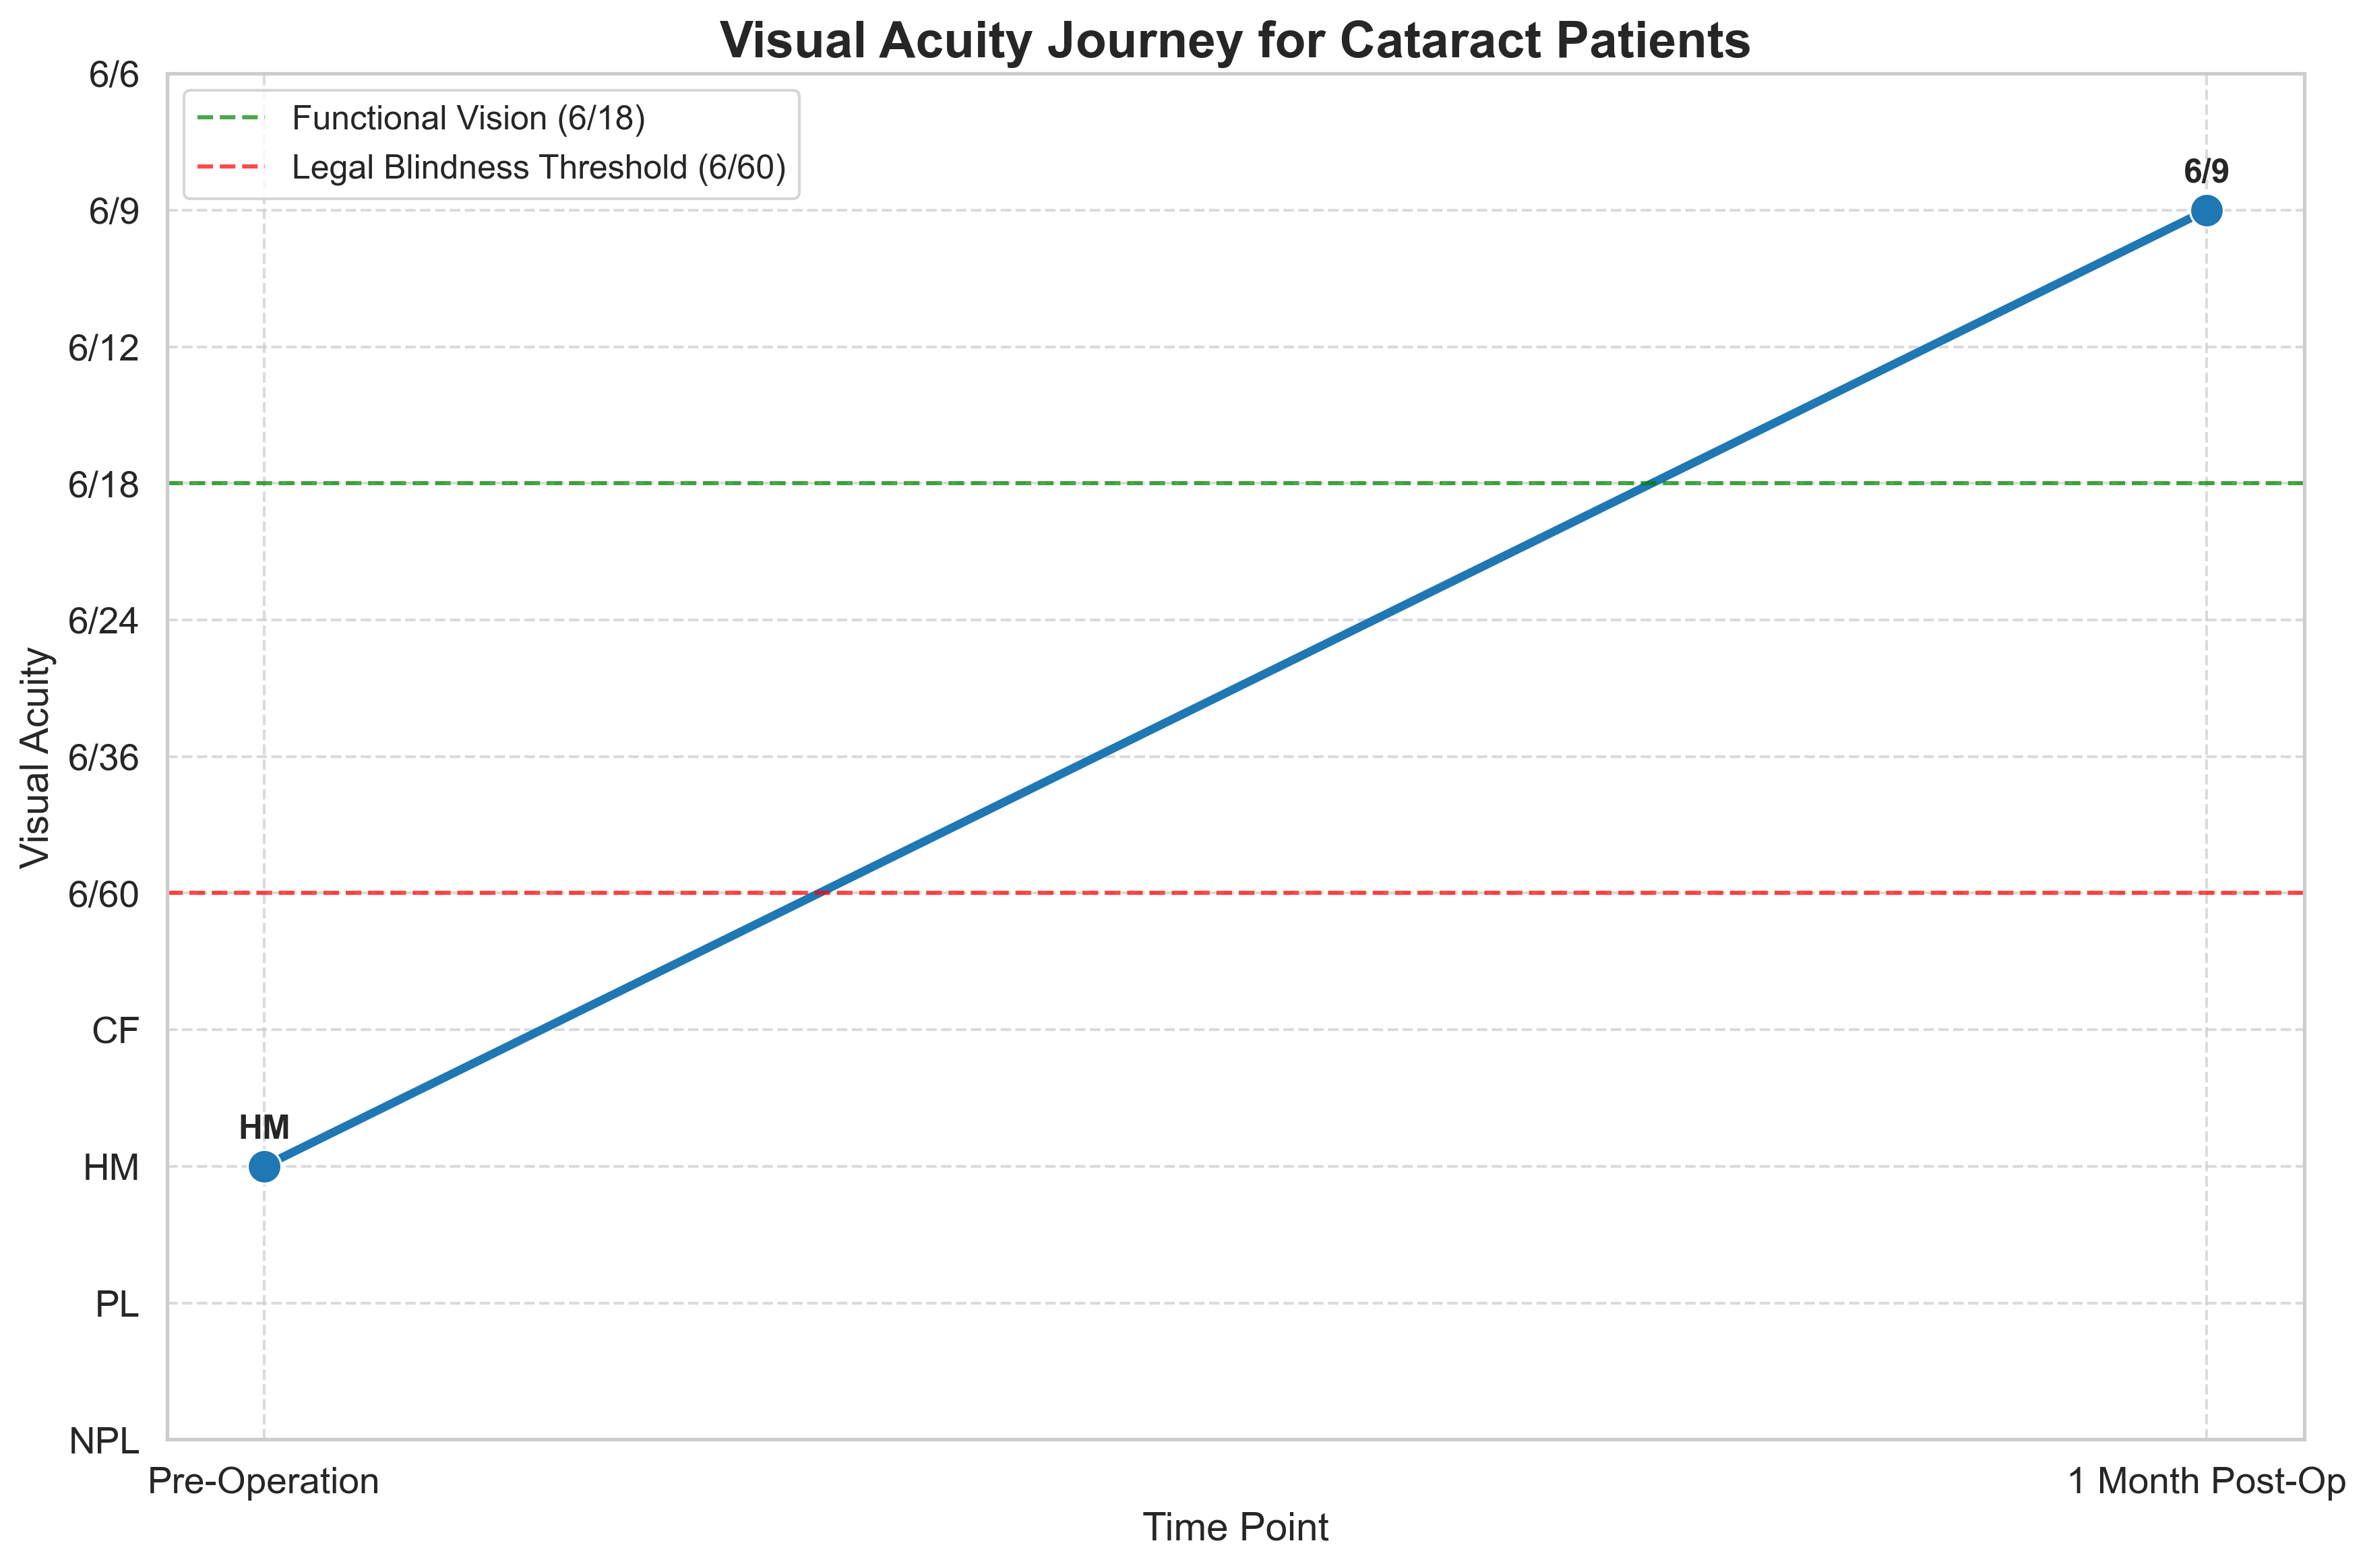 Visual Acuity Journey for Cataract Patients
Functional Vision (6/18)
Legal Blindness Threshold (6/60)
Visual Acuity
6/6
6/9
6/12
6/18
6/24
6/36
6/60
CF
HM
PL
NPL
6/9
HM
Pre-Operation
1 Month Post-Op
Time Point